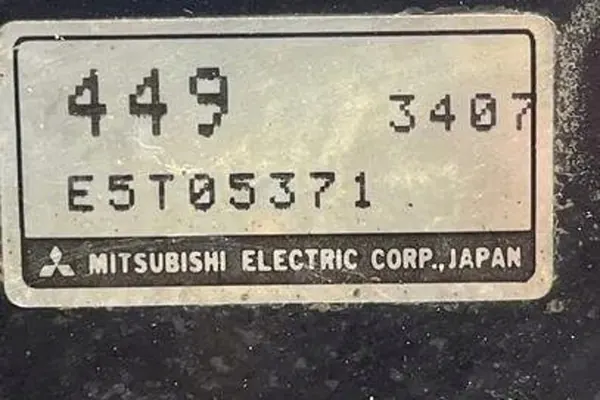 449 3407
E5T05371
MITSUBISHI ELECTRIC CORP., JAPAN